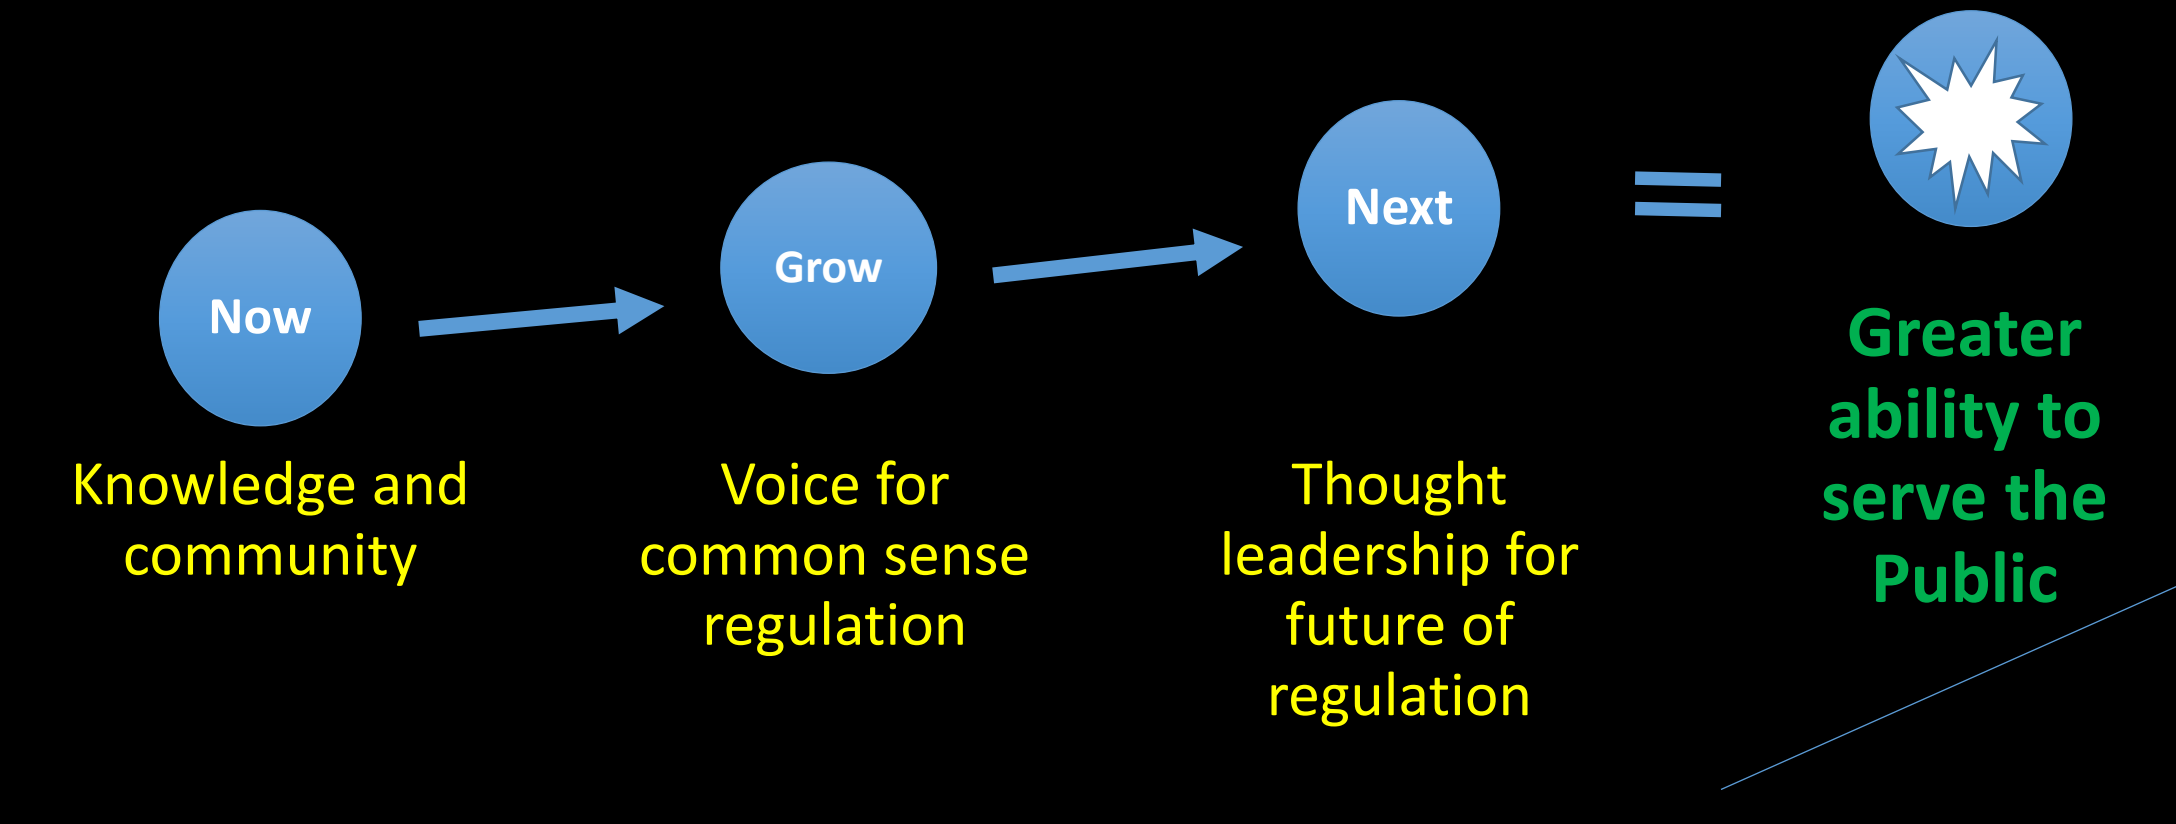 Now
Knowledge and
community
Grow
Voice for
common sense
regulation
Next
Thought
leadership for
future of
regulation
=
Greater
ability to
serve the
Public